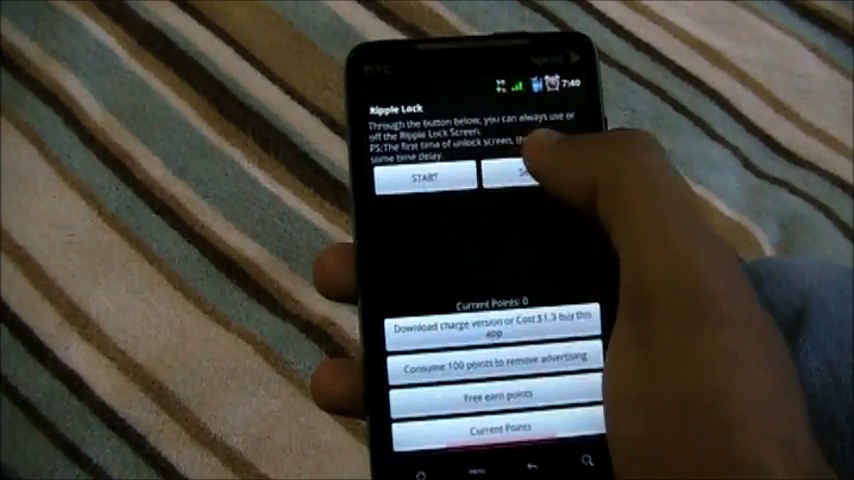 hTC
Sprint
7:40
Ripple Lock
Through the button below, you can always use or
off the Ripple Lock Screen.
PS:The first time of unlock screen,
some time delay.
START
Current Points: 0
Download charge version or Cost $1.3 buy this
app
Consume 100 points to remove advertising
Free earn points
Current Points
MENU